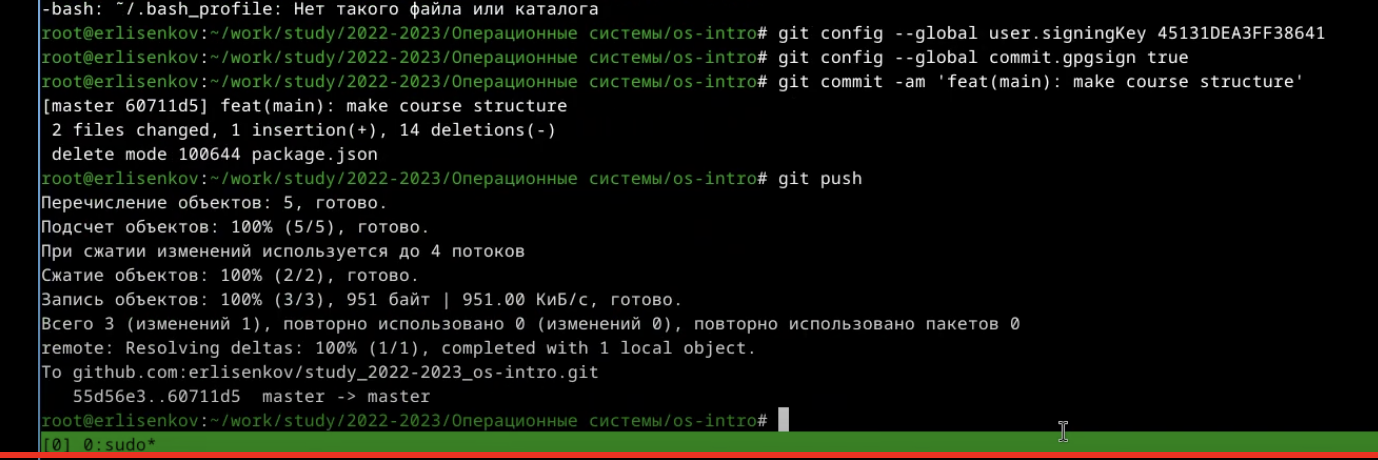 -bash: ˜/.bash_profile: Нет такого файла или каталога
root@erlisenkov:~/work/study/2022-2023/Операционные системы/os-intro# git config --global user.signingKey 45131DEA3FF38641
root@erlisenkov:~/work/study/2022-2023/Операционные системы/os-intro# git config --global commit.gpgsign true
root@erlisenkov:~/work/study/2022-2023/Операционные системы/os-intro# git commit -am 'feat(main): make course structure'
[master 60711d5] feat(main): make course structure
 2 files changed, 1 insertion(+), 14 deletions(-)
 delete mode 100644 package.json
root@erlisenkov:~/work/study/2022-2023/Операционные системы/os-intro# git push
Перечисление объектов: 5, готово.
Подсчет объектов: 100% (5/5), готово.
При сжатии изменений используется до 4 потоков
Сжатие объектов: 100% (2/2), готово.
Запись объектов: 100% (3/3), 951 байт | 951.00 КиБ/с, готово.
Всего 3 (изменений 1), повторно использовано 0 (изменений 0), повторно использовано пакетов 0
remote: Resolving deltas: 100% (1/1), completed with 1 local object.
To github.com:erlisenkov/study_2022-2023_os-intro.git
   55d56e3..60711d5  master -> master
root@erlisenkov:~/work/study/2022-2023/Операционные системы/os-intro#
[0] 0:sudo*